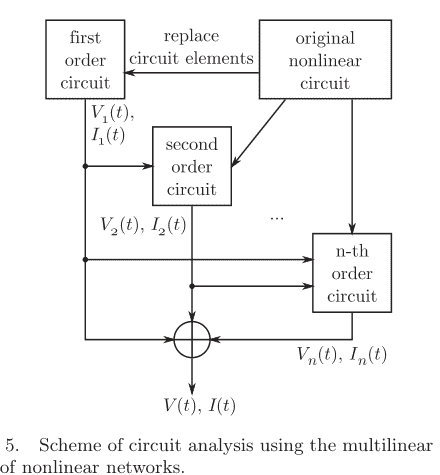 first
order
circuit
replace
circuit elements
original
nonlinear
circuit
V₁(t),
I₁(t)
second
order
circuit
V₂(t), I₂(t)
...
n-th
order
circuit
Vₙ(t), Iₙ(t)
V(t), I(t)
5. Scheme of circuit analysis using the multilinear
of nonlinear networks.